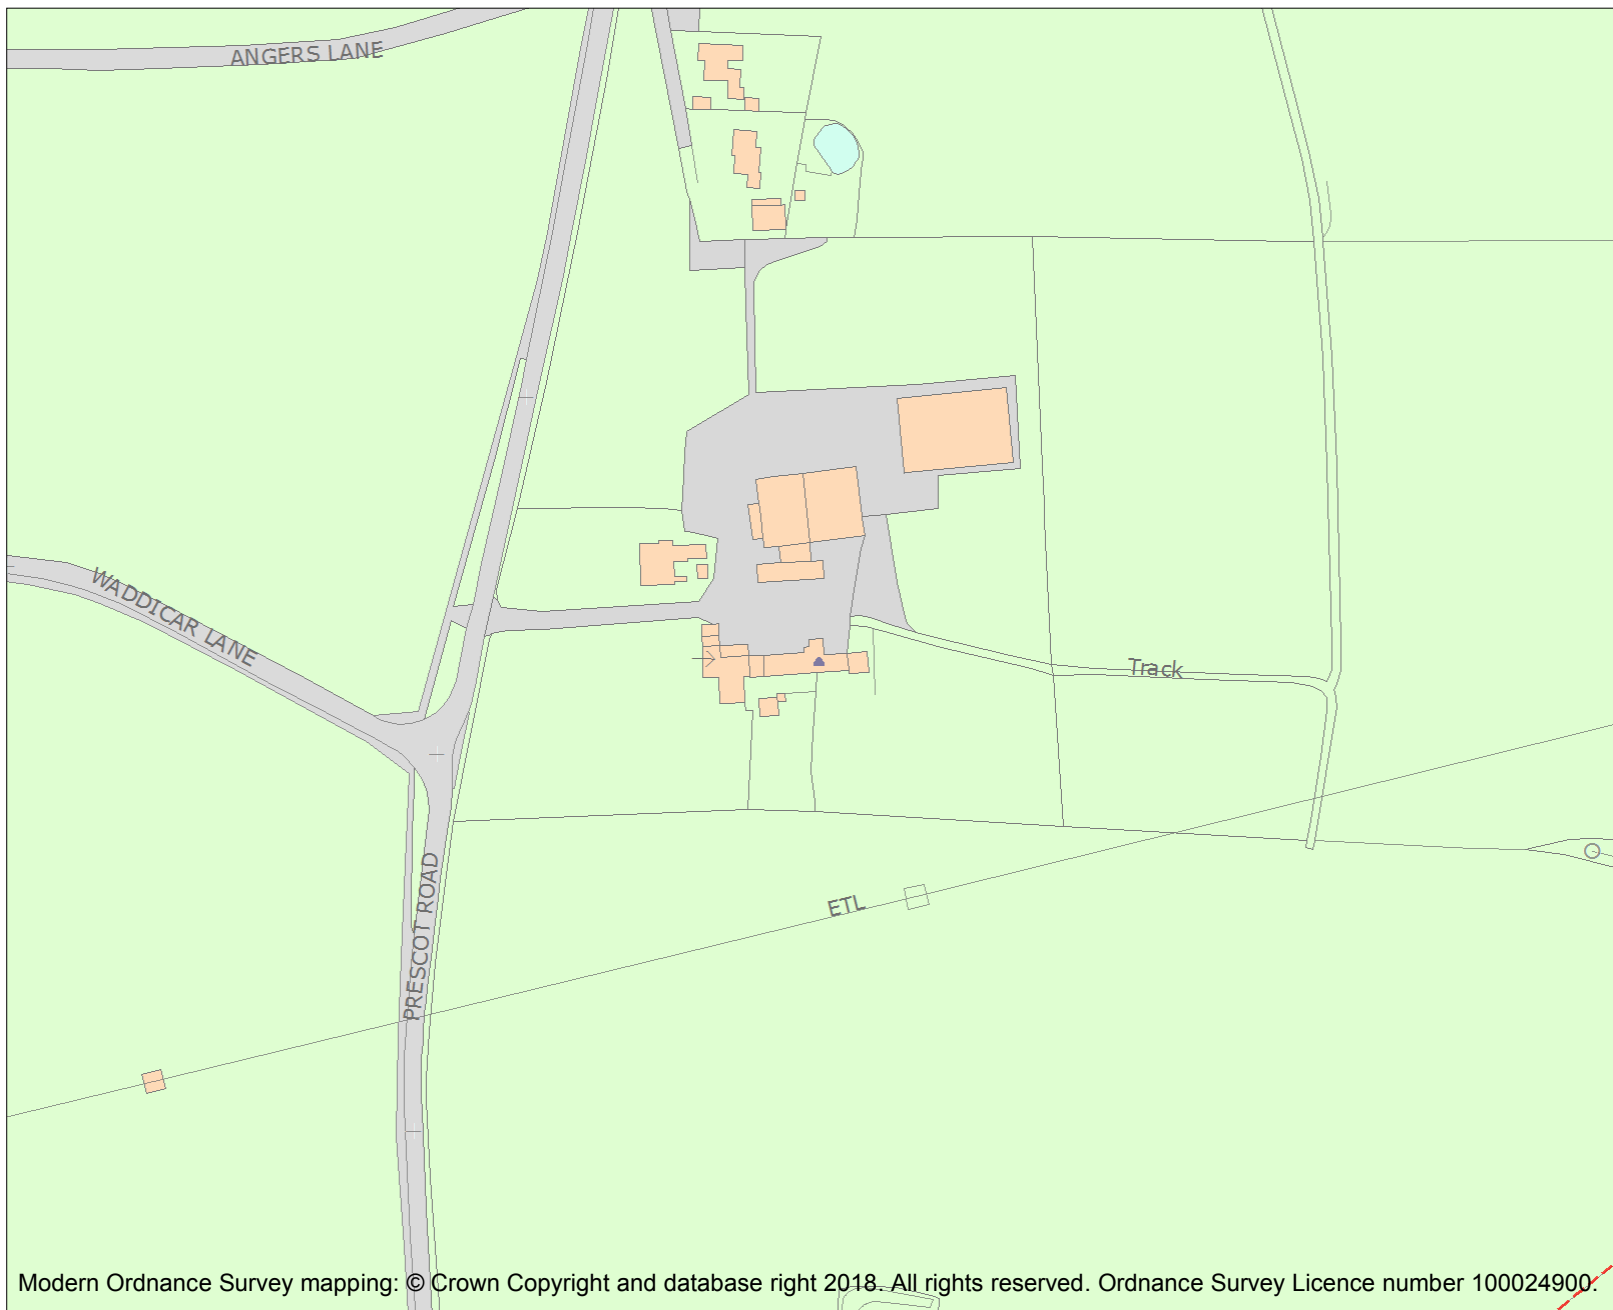 ANGERS LANE
WADDICAR LANE
Track
ETL
PRESCOT ROAD
Modern Ordnance Survey mapping: © Crown Copyright and database right 2018. All rights reserved. Ordnance Survey Licence number 100024900.